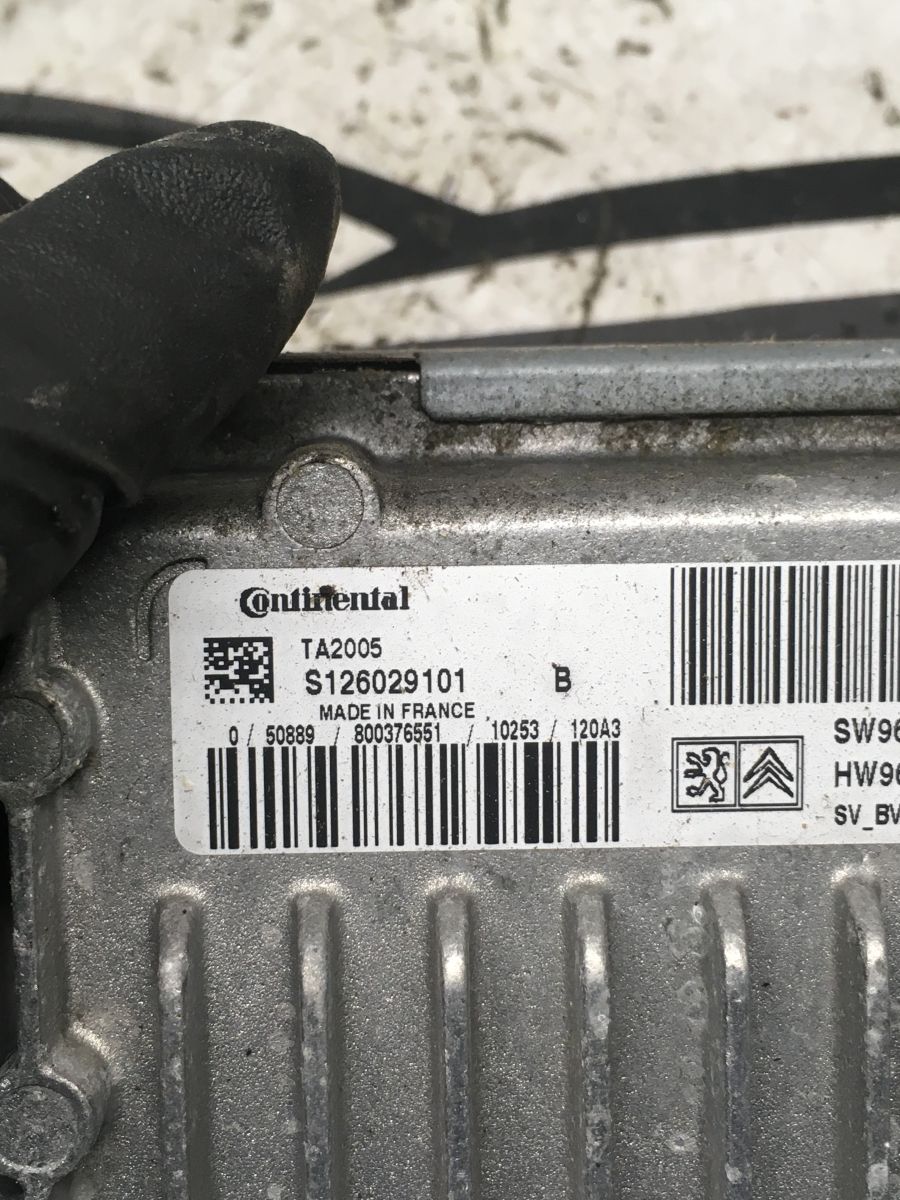 Continental
TA2005
S126029101 B
MADE IN FRANCE
0 / 50889 / 800376551 / 10253 / 120A3
SW96
HW96
SV_BV